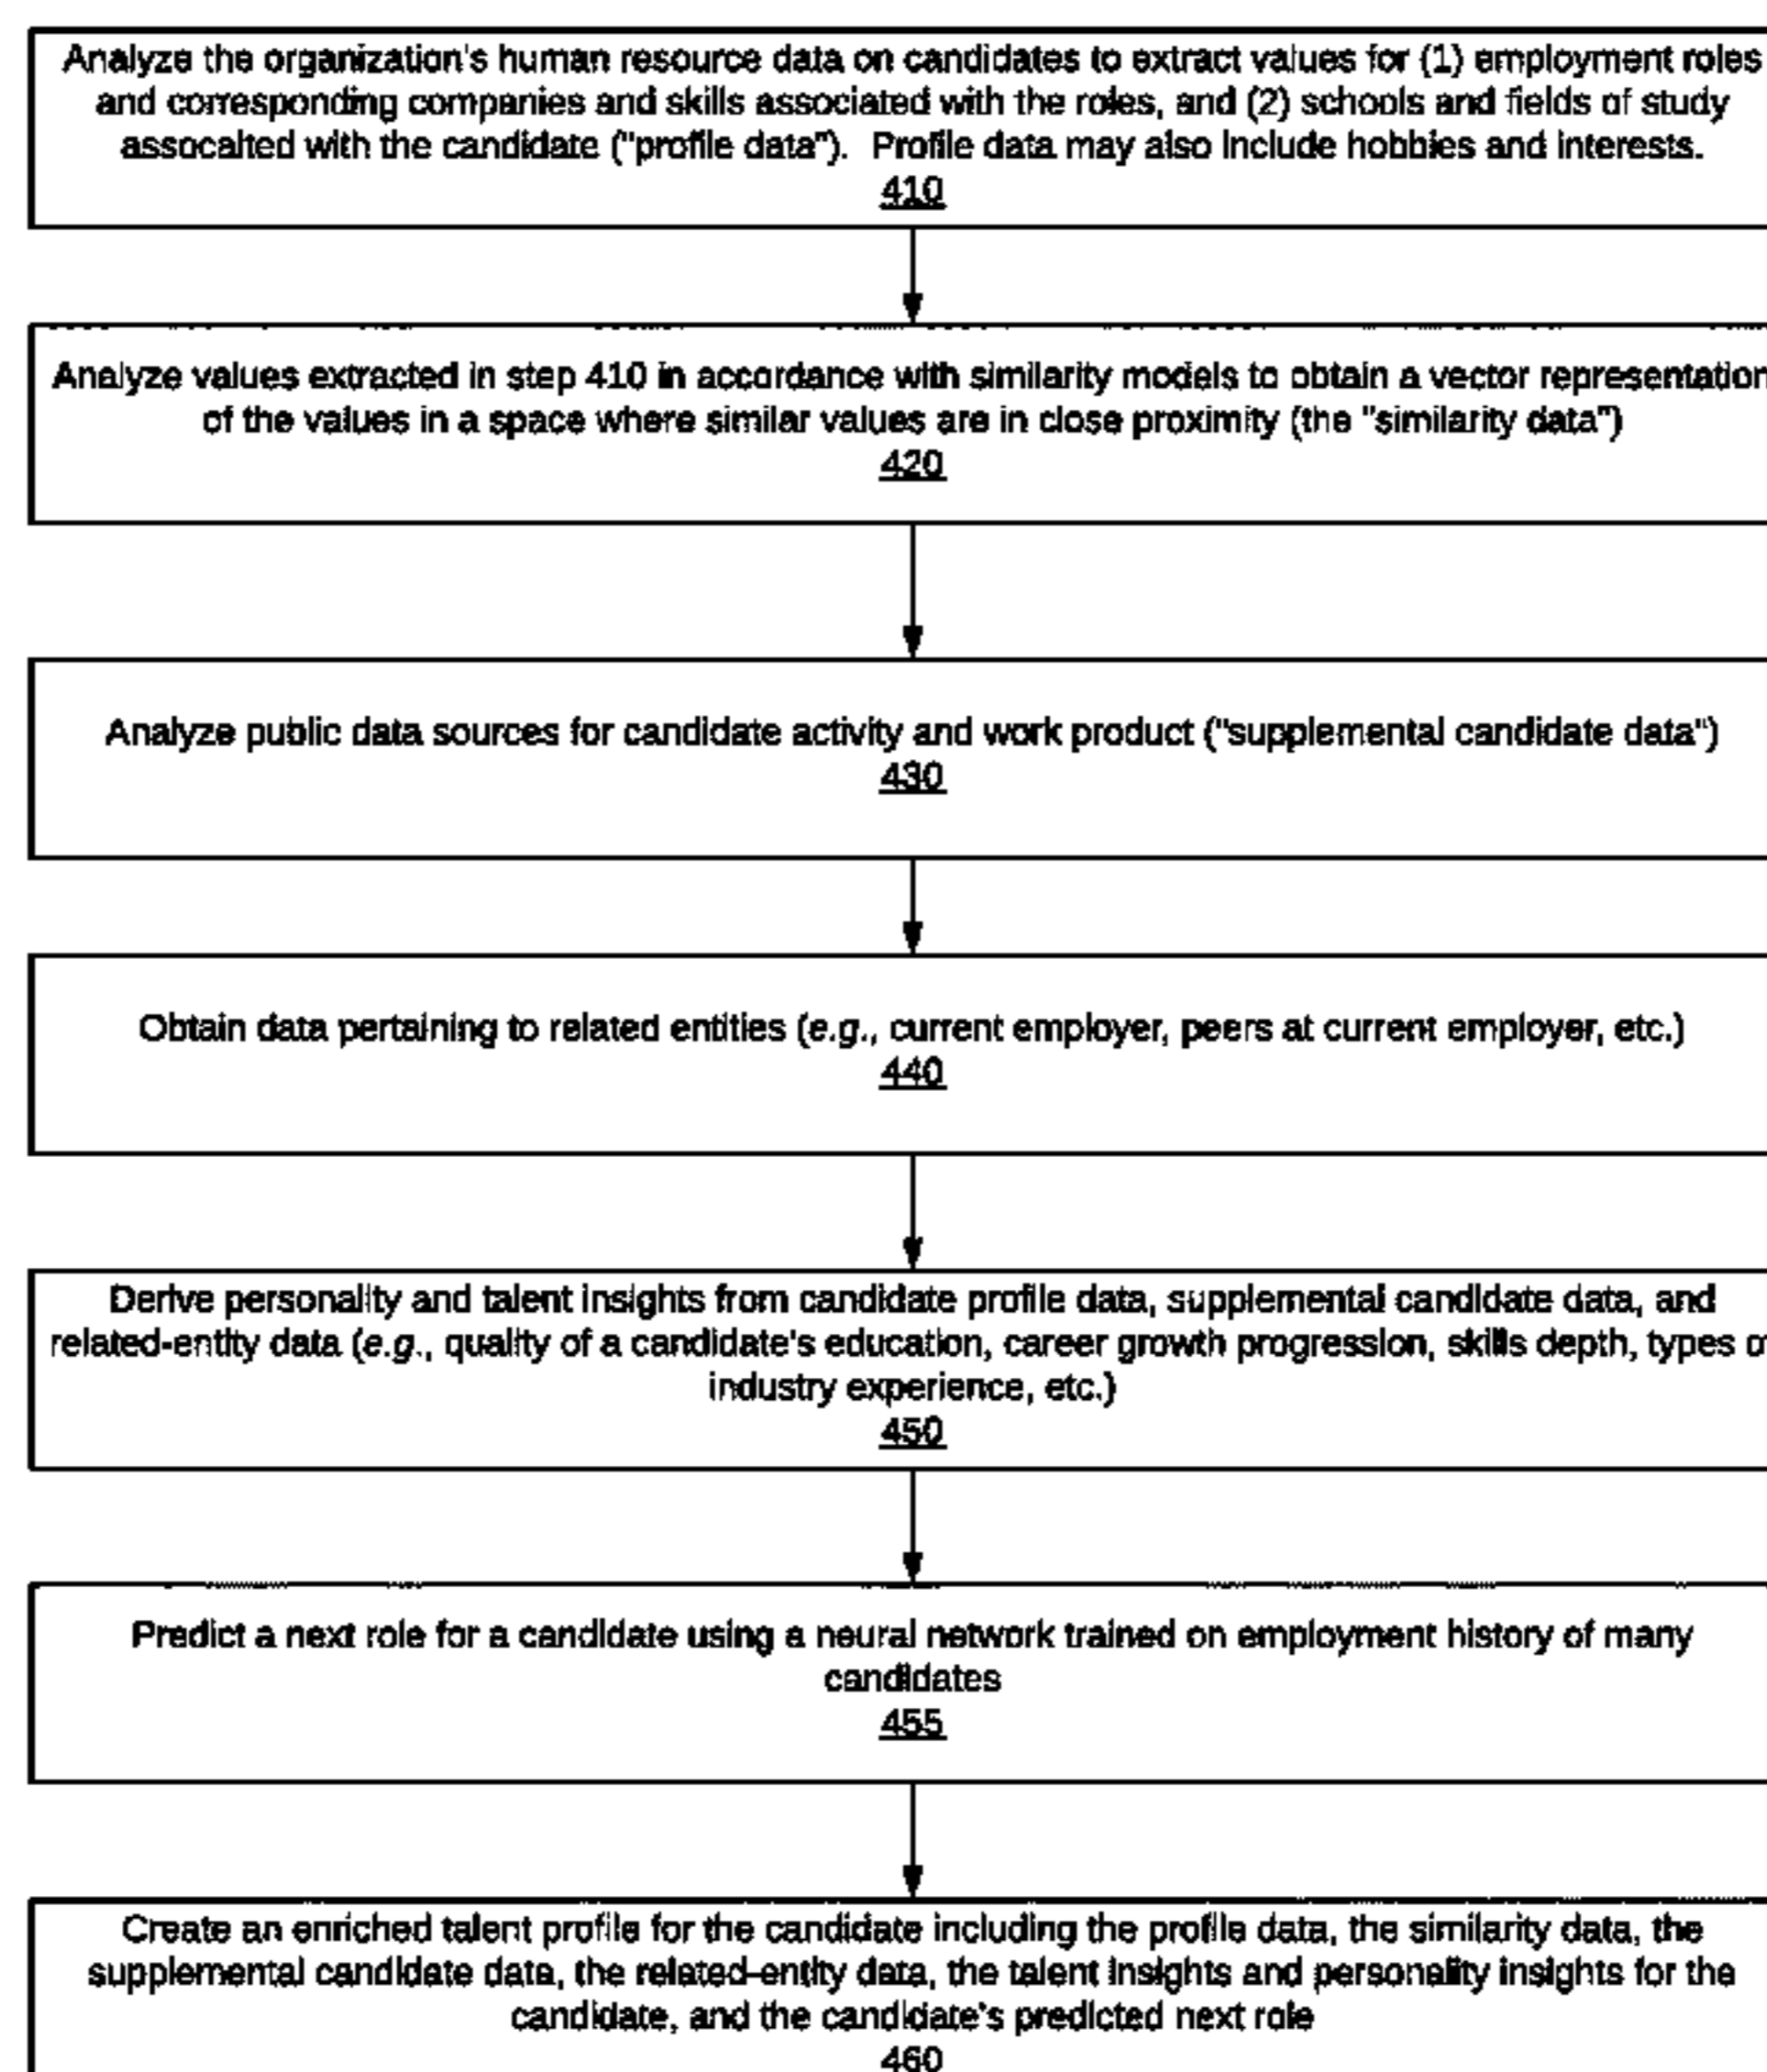 Analyze the organization's human resource data on candidates to extract values for (1) employment roles
and corresponding companies and skills associated with the roles, and (2) schools and fields of study
assocaited with the candidate ("profile data"). Profile data may also include hobbies and interests.
410
Analyze values extracted in step 410 in accordance with similarity models to obtain a vector representation
of the values in a space where similar values are in close proximity (the "similarity data")
420
Analyze public data sources for candidate activity and work product ("supplemental candidate data")
430
Obtain data pertaining to related entities (e.g., current employer, peers at current employer, etc.)
440
Derive personality and talent insights from candidate profile data, supplemental candidate data, and
related-entity data (e.g., quality of a candidate's education, career growth progression, skills depth, types
industry experience, etc.)
450
Predict a next role for a candidate using a neural network trained on employment history of many
candidates
455
Create an enriched talent profile for the candidate including the profile data, the similarity data, the
supplemental candidate data, the related-entity data, the talent insights and personality insights for the
candidate, and the candidate's predicted next role
460